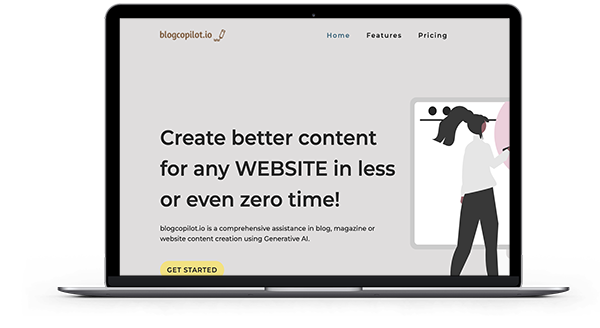 blogcopilot.io
Home Features Pricing
Create better content
for any WEBSITE in less
or even zero time!
blogcopilot.io is a comprehensive assistance in blog, magazine or
website content creation using Generative AI.
GET STARTED